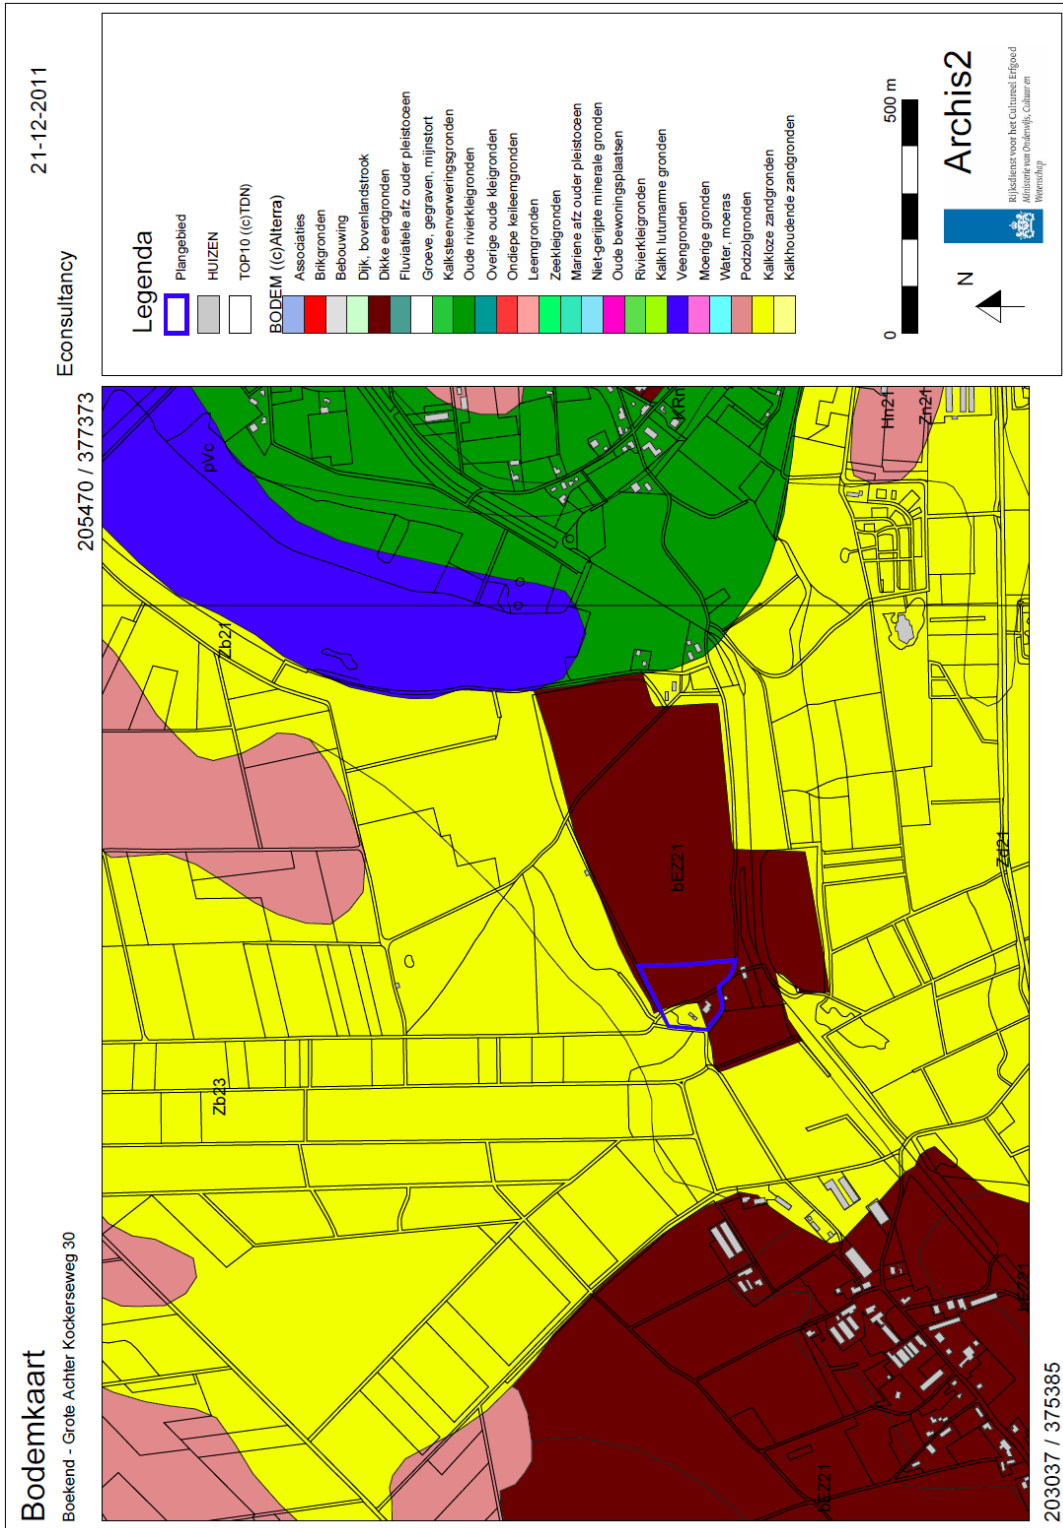 Bodemkaart
Boekend - Grote Achter Kockerseweg 30
Econsultancy
21-12-2011
205470 / 377373
203037 / 375385
pVc
Zb21
Zb23
bEZ21
KRn
Hn21
Zn21
Zd21
bEZ21
bEZ21
Legenda
Plangebied
HUIZEN
TOP10 ((c)TDN)
BODEM ((c)Alterra)
Associaties
Brikgronden
Bebouwing
Dijk, bovenlandstrook
Dikke eerdgronden
Fluviatiele afz ouder pleistoceen
Groeve, gegraven, mijnstort
Kalksteenverweringsgronden
Oude rivierkleigronden
Overige oude kleigronden
Ondiepe keileemgronden
Leemgronden
Zeekleigronden
Mariene afz ouder pleistoceen
Niet-gerijpte minerale gronden
Oude bewoningsplaatsen
Rivierkleigronden
Kalkh lutumarme gronden
Veengronden
Moerige gronden
Water, moeras
Podzolgronden
Kalkloze zandgronden
Kalkhoudende zandgronden
0
500 m
N
Archis2
Rijksdienst voor het Cultureel Erfgoed
Ministerie van Onderwijs, Cultuur en
Wetenschap